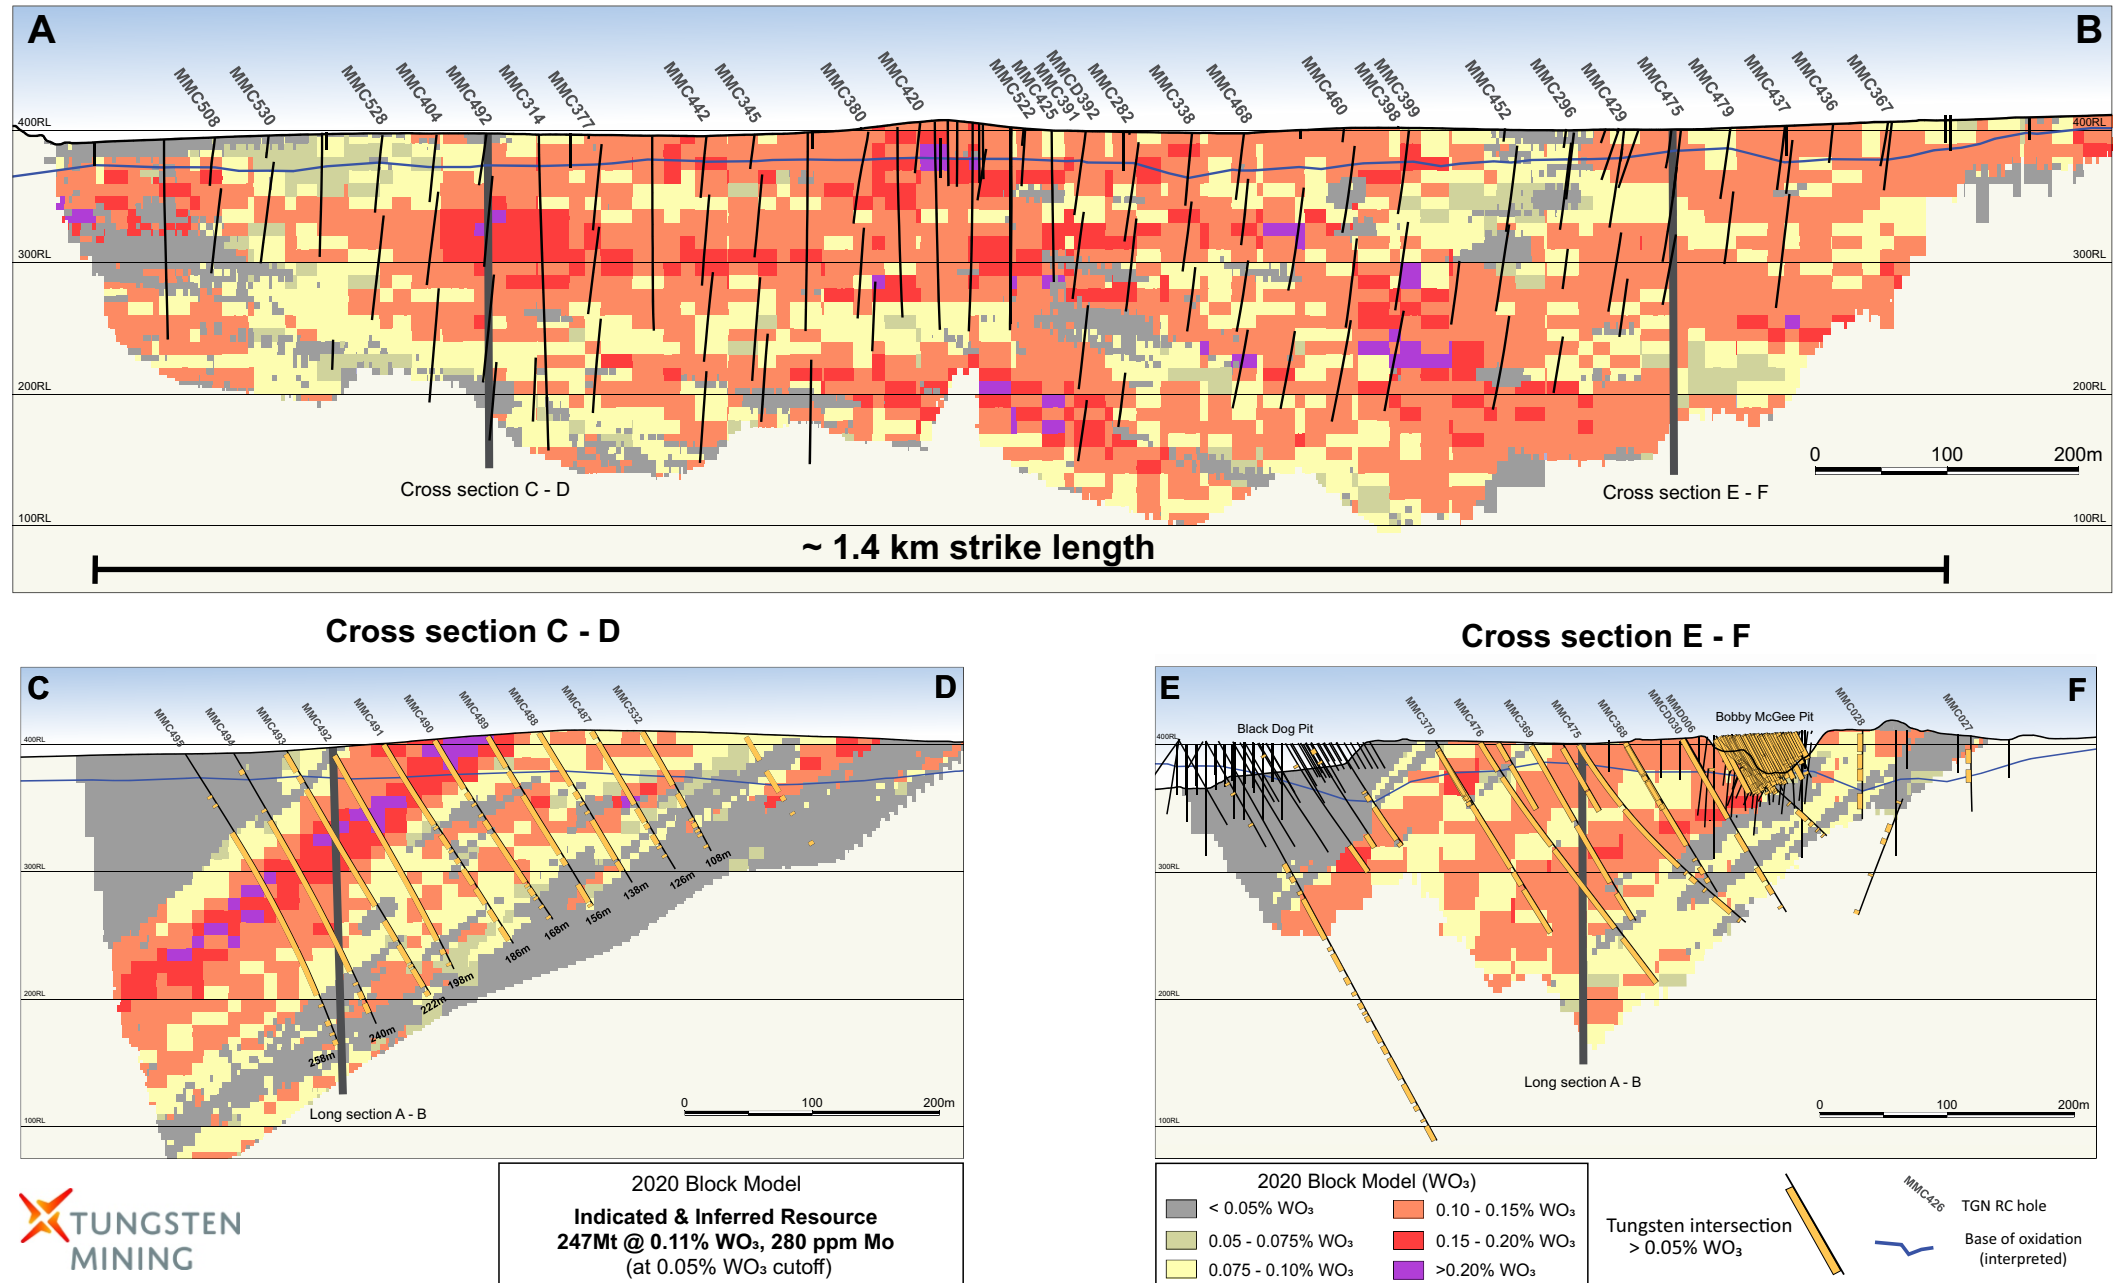 A
B
MMC508
MMC530
MMC528
MMC404
MMC492
MMC314
MMC377
MMC442
MMC345
MMC380
MMC420
MMC522
MMC425
MMC391
MMCD392
MMC282
MMC338
MMC468
MMC460
MMC398
MMC399
MMC452
MMC296
MMC429
MMC475
MMC479
MMC437
MMC436
MMC367
400RL
400RL
300RL
300RL
200RL
200RL
100RL
100RL
0 100 200m
Cross section C - D
Cross section E - F
~ 1.4 km strike length
Cross section C - D
C
D
MMC495
MMC494
MMC493
MMC492
MMC491
MMC490
MMC489
MMC488
MMC487
MMC532
400RL
300RL
200RL
100RL
108m
126m
138m
156m
168m
186m
198m
222m
240m
258m
Long section A - B
0 100 200m
Cross section E - F
E
F
Black Dog Pit
MMC370
MMC476
MMC369
MMC475
MMC368
MMCD030
MMD006
Bobby McGee Pit
MMC028
MMC027
400RL
300RL
200RL
100RL
Long section A - B
0 100 200m
TUNGSTEN
MINING
2020 Block Model
Indicated & Inferred Resource
247Mt @ 0.11% WO₃, 280 ppm Mo
(at 0.05% WO₃ cutoff)
2020 Block Model (WO₃)
< 0.05% WO₃
0.05 - 0.075% WO₃
0.075 - 0.10% WO₃
0.10 - 0.15% WO₃
0.15 - 0.20% WO₃
>0.20% WO₃
Tungsten intersection
> 0.05% WO₃
MMC426
TGN RC hole
Base of oxidation
(interpreted)